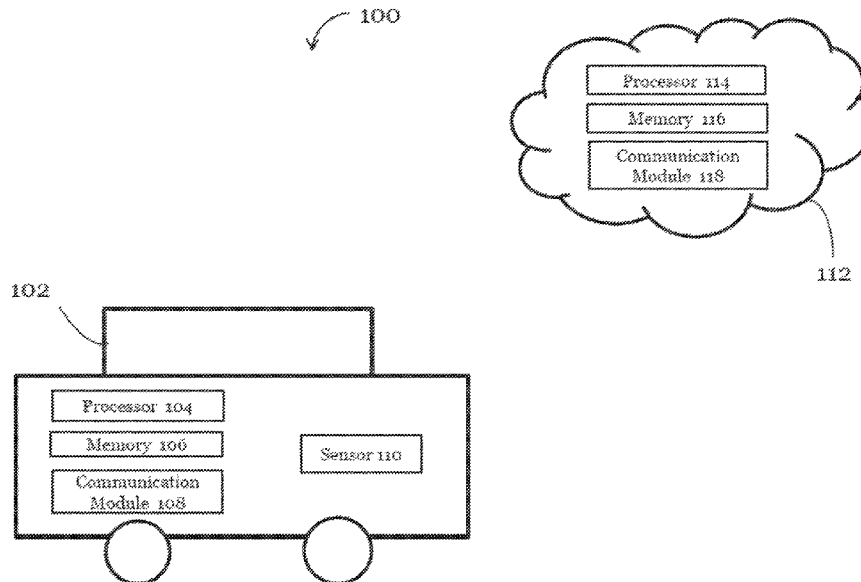 100
Processor 114
Memory 116
Communication
Module 118
112
102
Processor 104
Memory 106
Communication
Module 108
Sensor 110